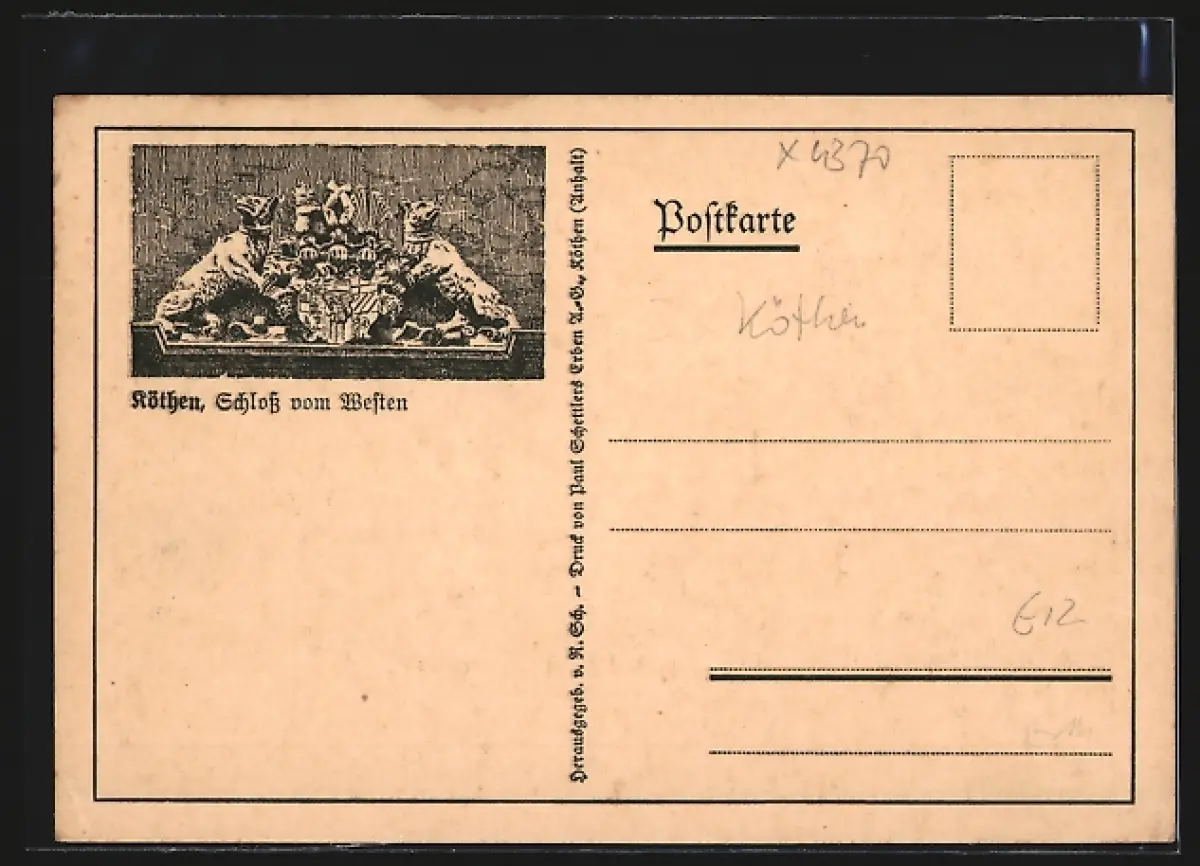 Köthen, Schloß vom Westen
Herausgegeb. v. R. Sch. – Druck von Paul Schettlers Erben A.-G., Köthen (Anhalt)
X 4370
Postkarte
Köthen
E12